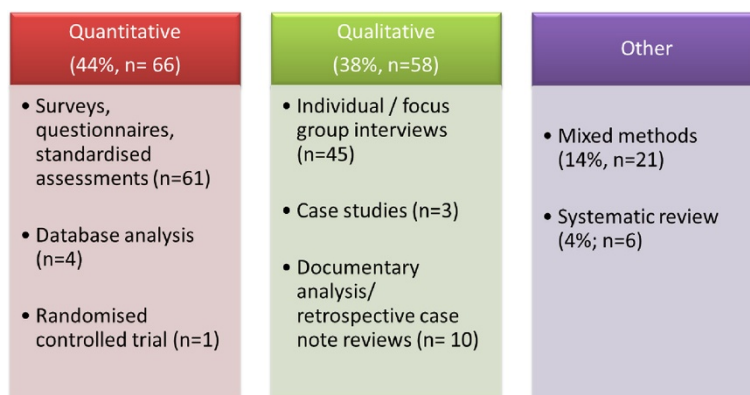 Quantitative
(44%, n= 66)
• Surveys,
questionnaires,
standardised
assessments (n=61)
• Database analysis
(n=4)
• Randomised
controlled trial (n=1)
Qualitative
(38%, n=58)
• Individual / focus
group interviews
(n=45)
• Case studies (n=3)
• Documentary
analysis/
retrospective case
note reviews (n= 10)
Other
• Mixed methods
(14%, n=21)
• Systematic review
(4%; n=6)